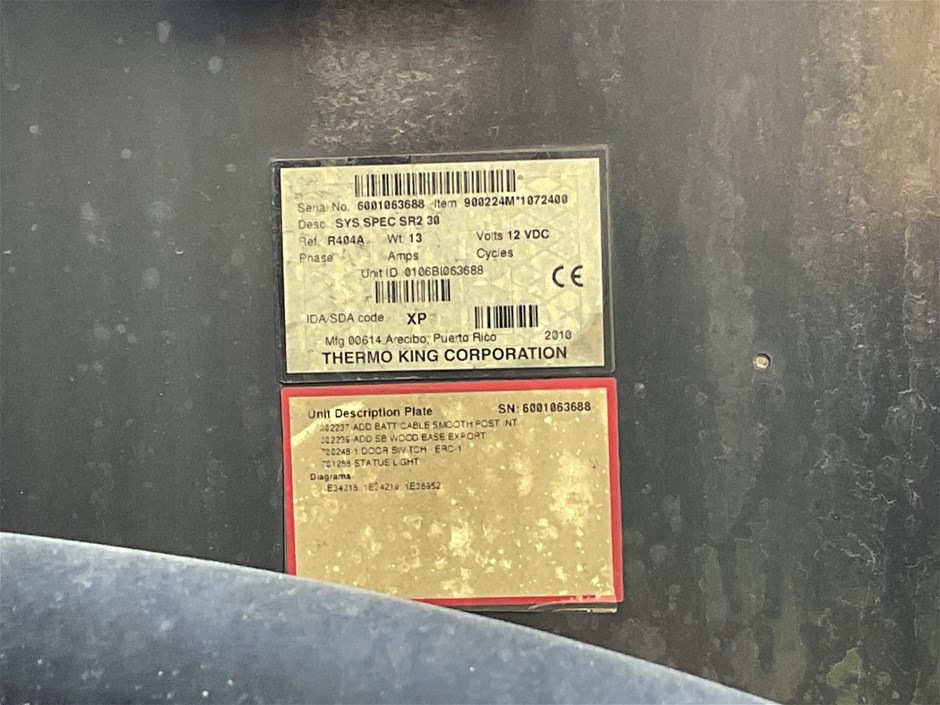 Serial No. 6001063688 Item 900224M*1072400
Desc. SYS SPEC SR2 30
Ref. R404A Wt. 13 Volts 12 VDC
Phase Amps Cycles
Unit ID 0106BI063688
CE
IDA/SDA code XP
Mfg 00614 Arecibo, Puerto Rico 2010
THERMO KING CORPORATION
Unit Description Plate SN: 6001063688
ADD BATT CABLE SMOOTH POST INT
ADD SB WOOD BASE EXPORT
1 DOOR SWITCH - ERC-1
STATUS LIGHT
Diagrams